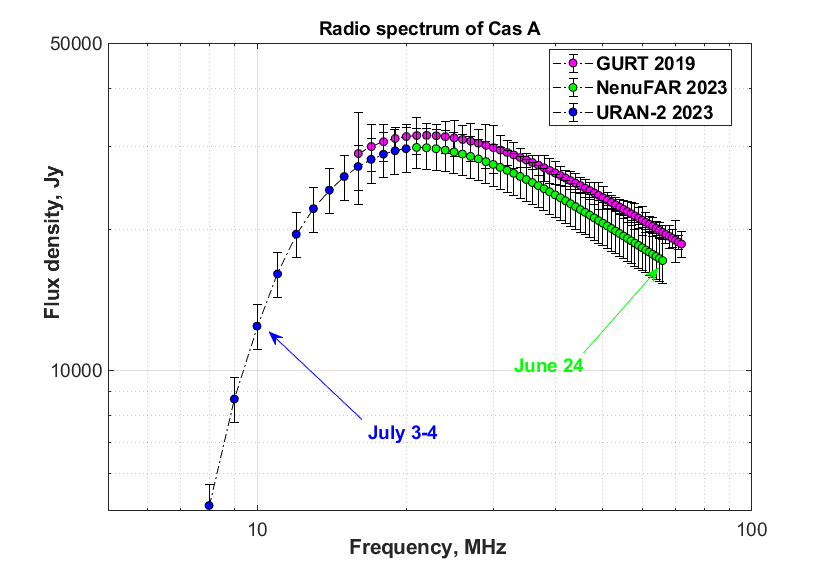 Radio spectrum of Cas A
50000
GURT 2019
NenuFAR 2023
URAN-2 2023
Flux density, Jy
10000
June 24
July 3-4
10
100
Frequency, MHz